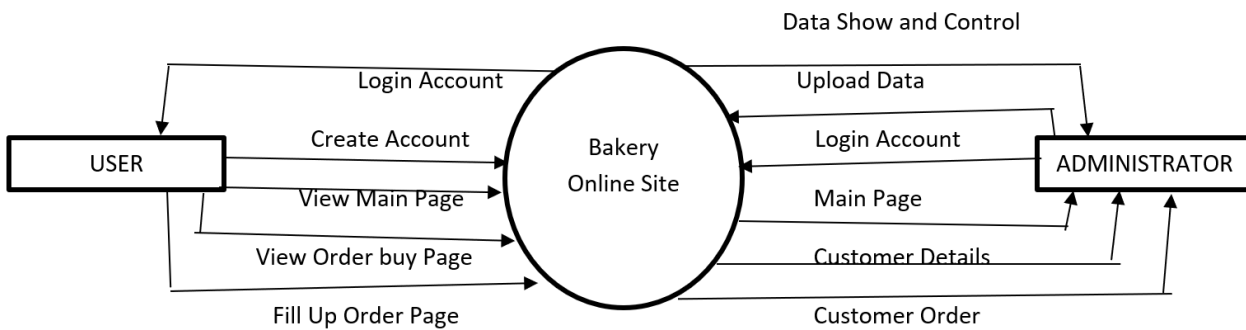 Data Show and Control
Login Account
Upload Data
Create Account
Login Account
Bakery
Online Site
USER
ADMINISTRATOR
View Main Page
Main Page
View Order buy Page
Customer Details
Fill Up Order Page
Customer Order